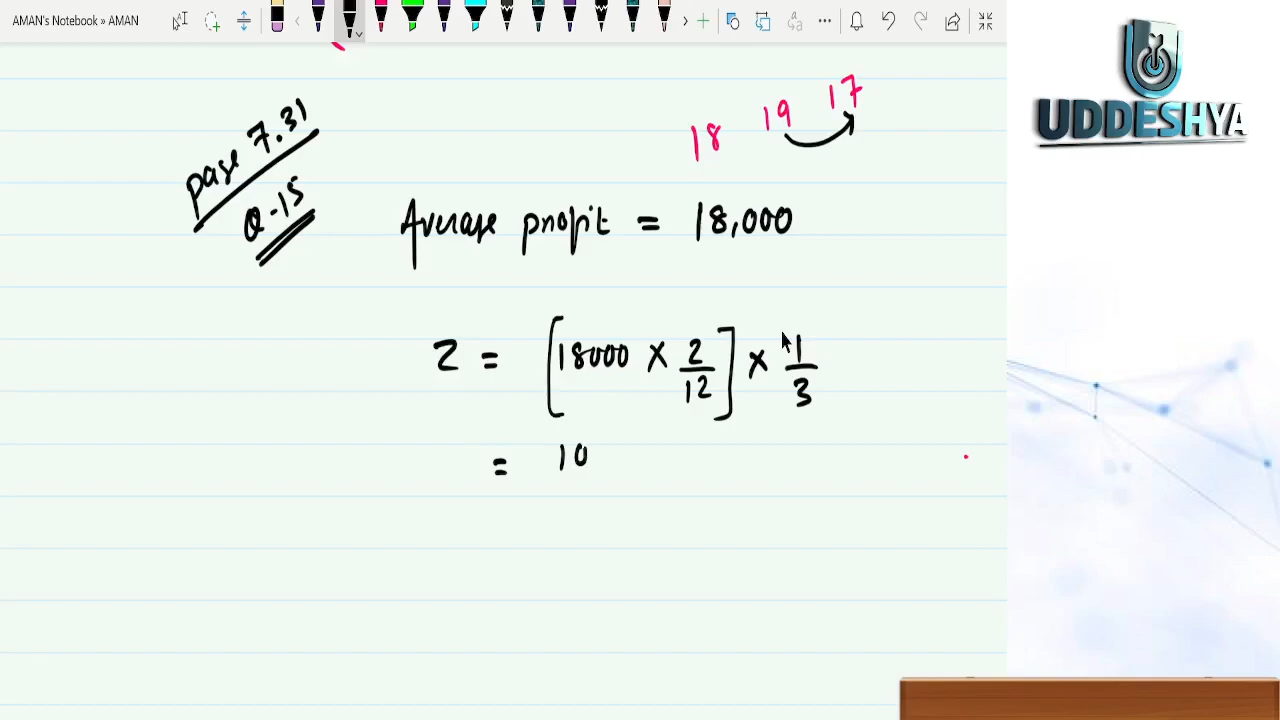 AMAN's Notebook » AMAN
UDDESHYA
page 7.31
Q-15
18 19 17
Average profit = 18,000
Z = [18000 × 2/12] × 1/3
= 10